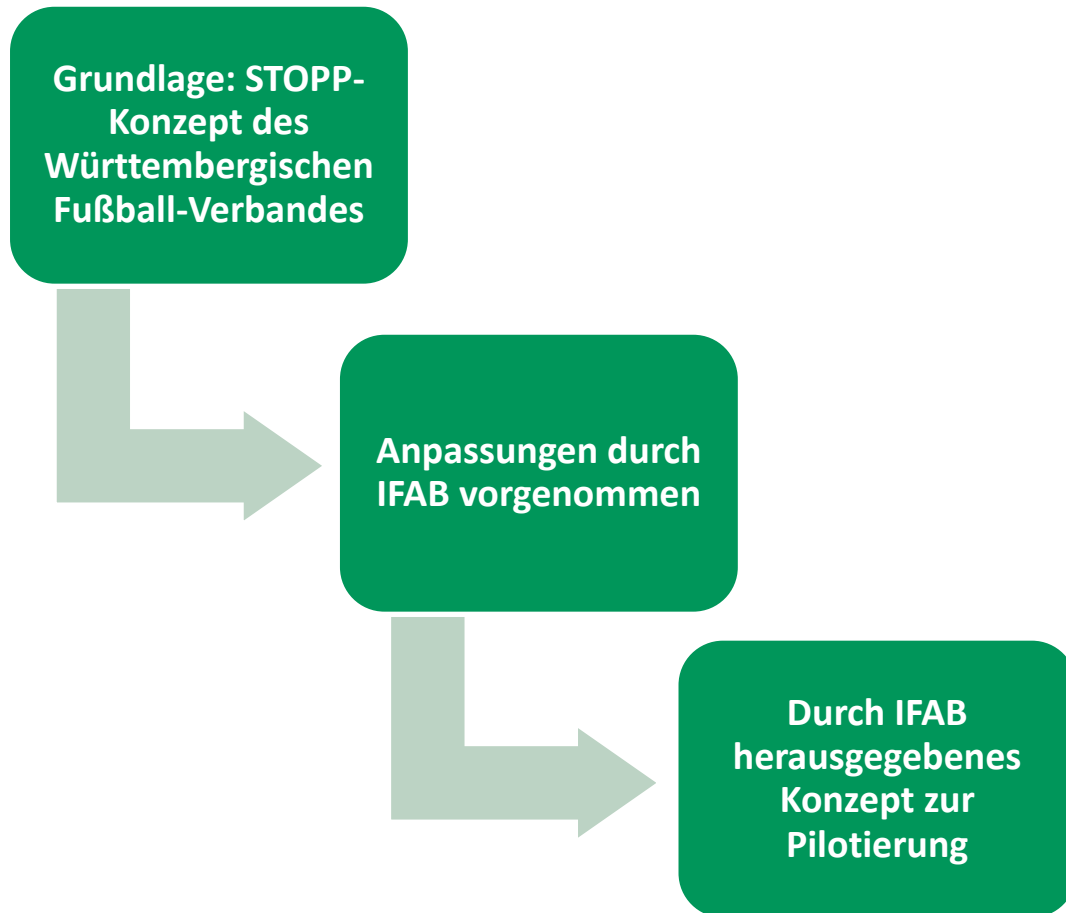 Grundlage: STOPP-
Konzept des
Württembergischen
Fußball-Verbandes
Anpassungen durch
IFAB vorgenommen
Durch IFAB
herausgegebenes
Konzept zur
Pilotierung